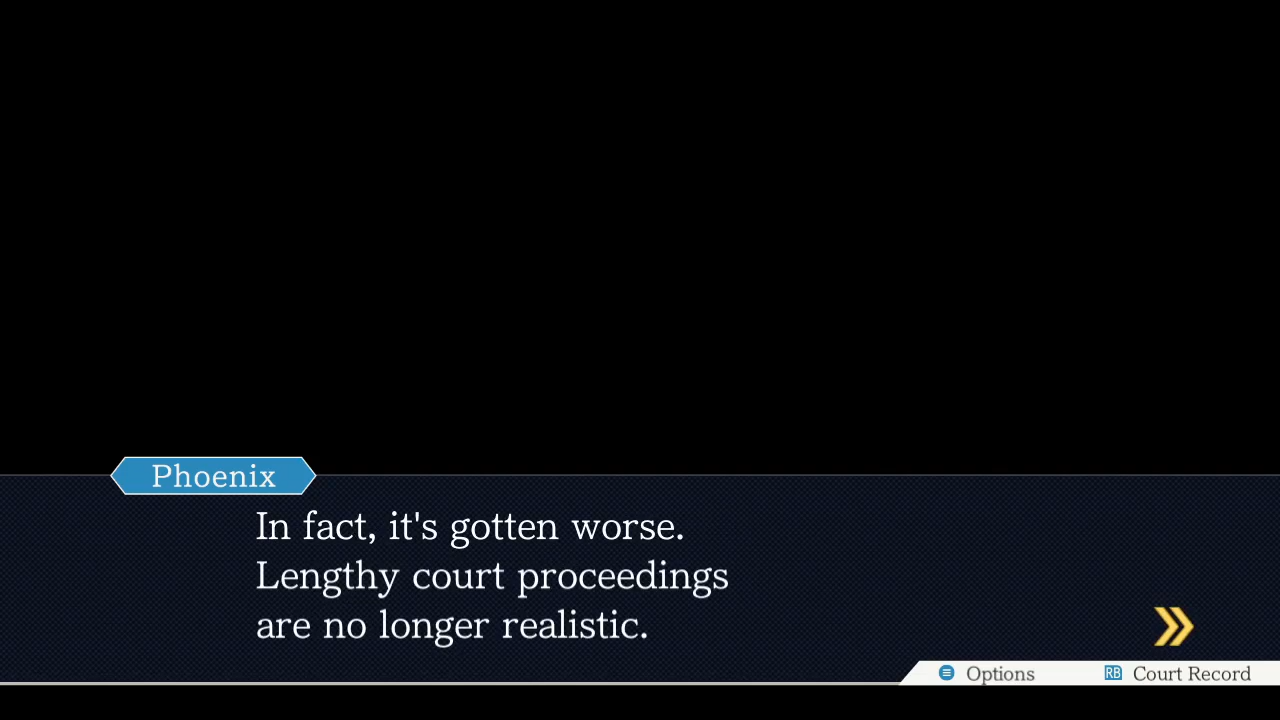 Phoenix
In fact, it's gotten worse.
Lengthy court proceedings
are no longer realistic.
Options
RB Court Record